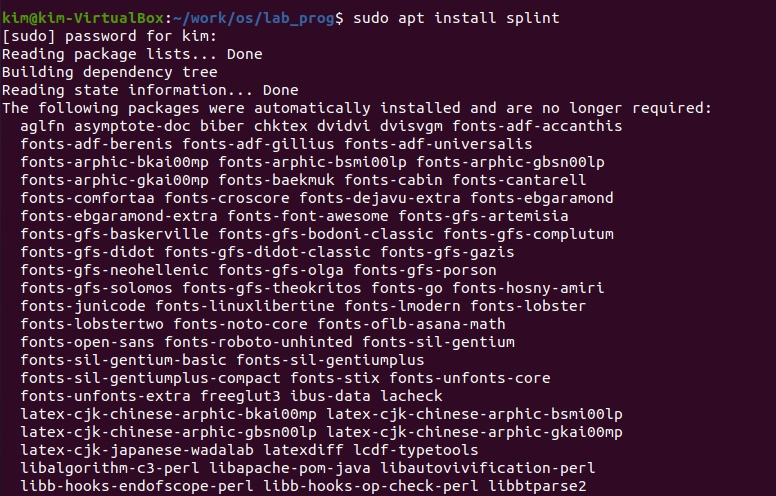 kim@kim-VirtualBox:~/work/os/lab_prog$ sudo apt install splint
[sudo] password for kim:
Reading package lists... Done
Building dependency tree
Reading state information... Done
The following packages were automatically installed and are no longer required:
  aglfn asymptote-doc biber chktex dvidvi dvisvgm fonts-adf-accanthis
  fonts-adf-berenis fonts-adf-gillius fonts-adf-universalis
  fonts-arphic-bkai00mp fonts-arphic-bsmi00lp fonts-arphic-gbsn00lp
  fonts-arphic-gkai00mp fonts-baekmuk fonts-cabin fonts-cantarell
  fonts-comfortaa fonts-croscore fonts-dejavu-extra fonts-ebgaramond
  fonts-ebgaramond-extra fonts-font-awesome fonts-gfs-artemisia
  fonts-gfs-baskerville fonts-gfs-bodoni-classic fonts-gfs-complutum
  fonts-gfs-didot fonts-gfs-didot-classic fonts-gfs-gazis
  fonts-gfs-neohellenic fonts-gfs-olga fonts-gfs-porson
  fonts-gfs-solomos fonts-gfs-theokritos fonts-go fonts-hosny-amiri
  fonts-junicode fonts-linuxlibertine fonts-lmodern fonts-lobster
  fonts-lobstertwo fonts-noto-core fonts-oflb-asana-math
  fonts-open-sans fonts-roboto-unhinted fonts-sil-gentium
  fonts-sil-gentium-basic fonts-sil-gentiumplus
  fonts-sil-gentiumplus-compact fonts-stix fonts-unfonts-core
  fonts-unfonts-extra freeglut3 ibus-data lacheck
  latex-cjk-chinese-arphic-bkai00mp latex-cjk-chinese-arphic-bsmi00lp
  latex-cjk-chinese-arphic-gbsn00lp latex-cjk-chinese-arphic-gkai00mp
  latex-cjk-japanese-wadalab latexdiff lcdf-typetools
  libalgorithm-c3-perl libapache-pom-java libautovivification-perl
  libb-hooks-endofscope-perl libb-hooks-op-check-perl libbtparse2